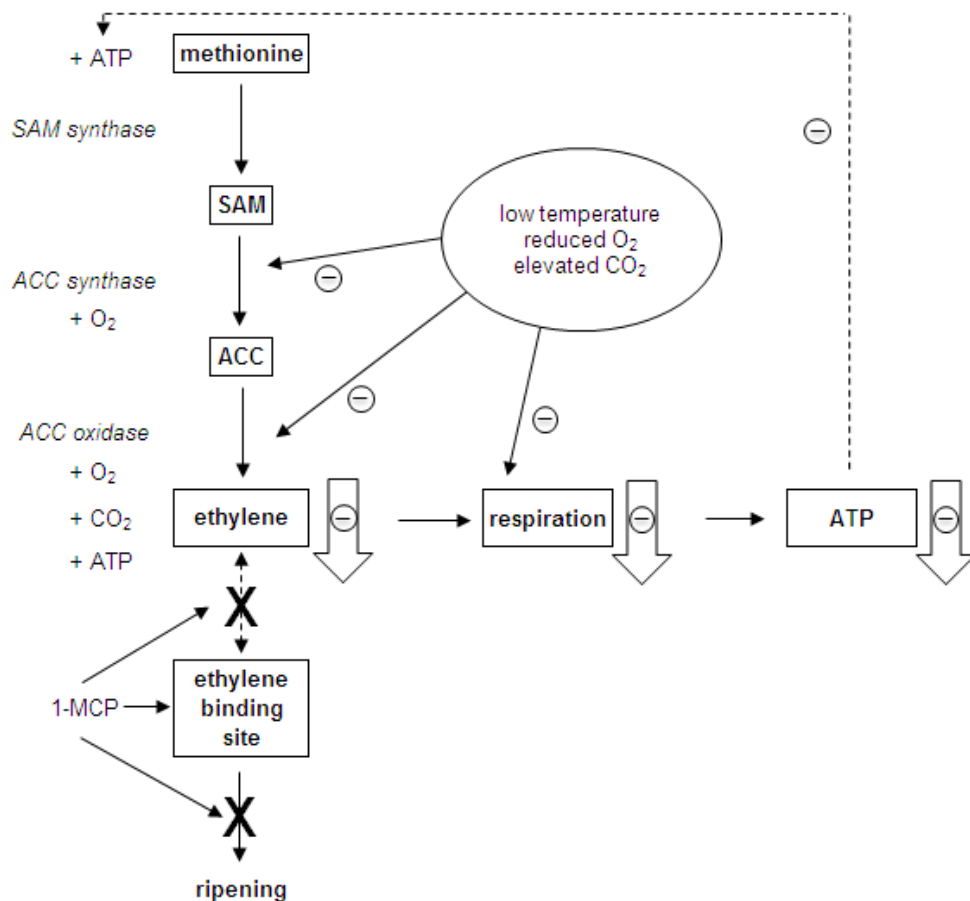 + ATP
methionine
SAM synthase
SAM
low temperature
reduced O₂
elevated CO₂
ACC synthase
+ O₂
ACC
ACC oxidase
+ O₂
+ CO₂
+ ATP
ethylene
respiration
ATP
X
ethylene
binding
site
1-MCP
X
ripening
−
−
−
−
−
−
−